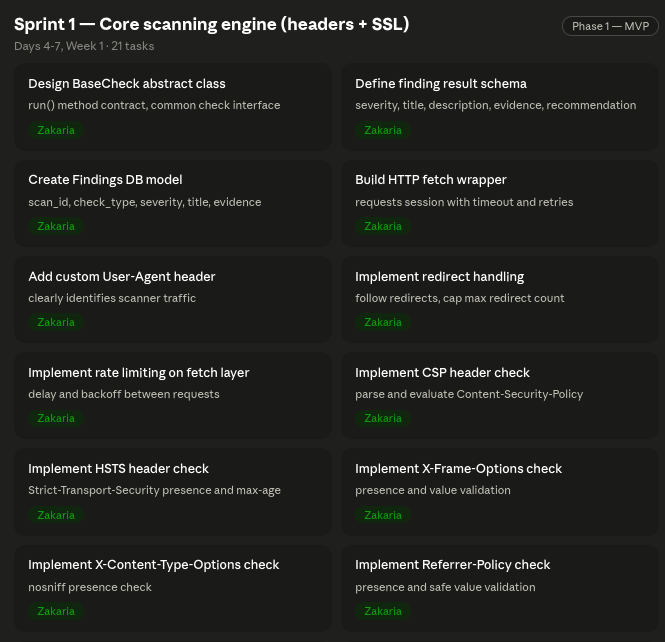 Sprint 1 — Core scanning engine (headers + SSL)
Phase 1 — MVP
Days 4-7, Week 1 · 21 tasks
Design BaseCheck abstract class
run() method contract, common check interface
Zakaria
Define finding result schema
severity, title, description, evidence, recommendation
Zakaria
Create Findings DB model
scan_id, check_type, severity, title, evidence
Zakaria
Build HTTP fetch wrapper
requests session with timeout and retries
Zakaria
Add custom User-Agent header
clearly identifies scanner traffic
Zakaria
Implement redirect handling
follow redirects, cap max redirect count
Zakaria
Implement rate limiting on fetch layer
delay and backoff between requests
Zakaria
Implement CSP header check
parse and evaluate Content-Security-Policy
Zakaria
Implement HSTS header check
Strict-Transport-Security presence and max-age
Zakaria
Implement X-Frame-Options check
presence and value validation
Zakaria
Implement X-Content-Type-Options check
nosniff presence check
Zakaria
Implement Referrer-Policy check
presence and safe value validation
Zakaria